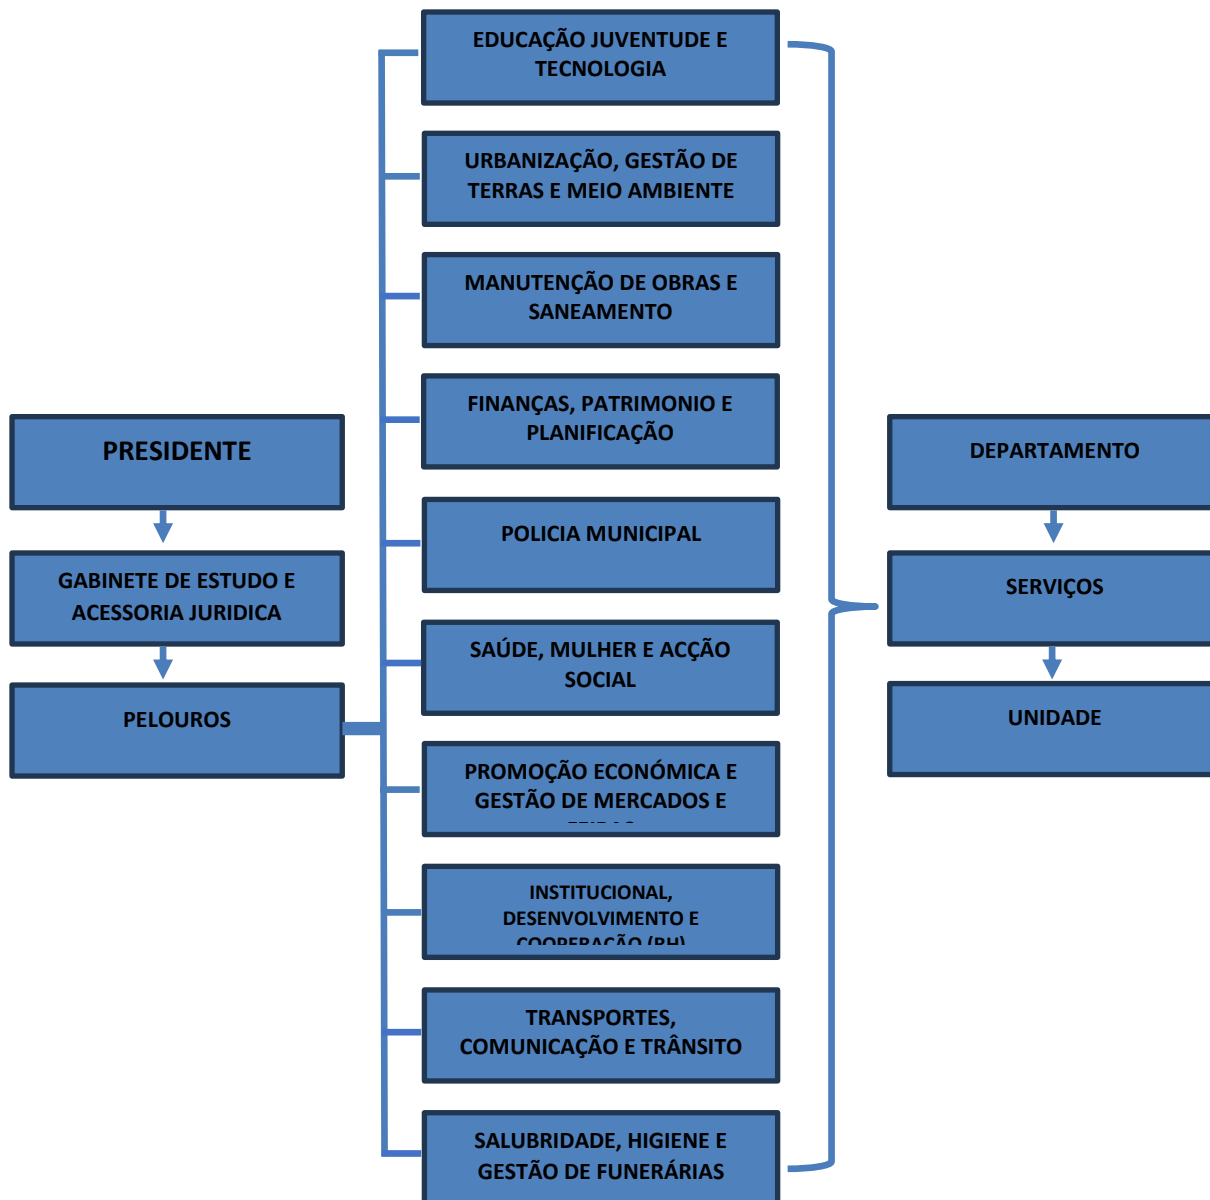 PRESIDENTE
GABINETE DE ESTUDO E
ACESSORIA JURIDICA
PELOUROS
EDUCAÇÃO JUVENTUDE E
TECNOLOGIA
URBANIZAÇÃO, GESTÃO DE
TERRAS E MEIO AMBIENTE
MANUTENÇÃO DE OBRAS E
SANEAMENTO
FINANÇAS, PATRIMONIO E
PLANIFICAÇÃO
POLICIA MUNICIPAL
SAÚDE, MULHER E ACÇÃO
SOCIAL
PROMOÇÃO ECONÓMICA E
GESTÃO DE MERCADOS E
INSTITUCIONAL,
DESENVOLVIMENTO E
COOPERAÇÃO (RH)
TRANSPORTES,
COMUNICAÇÃO E TRÂNSITO
SALUBRIDADE, HIGIENE E
GESTÃO DE FUNERÁRIAS
DEPARTAMENTO
SERVIÇOS
UNIDADE